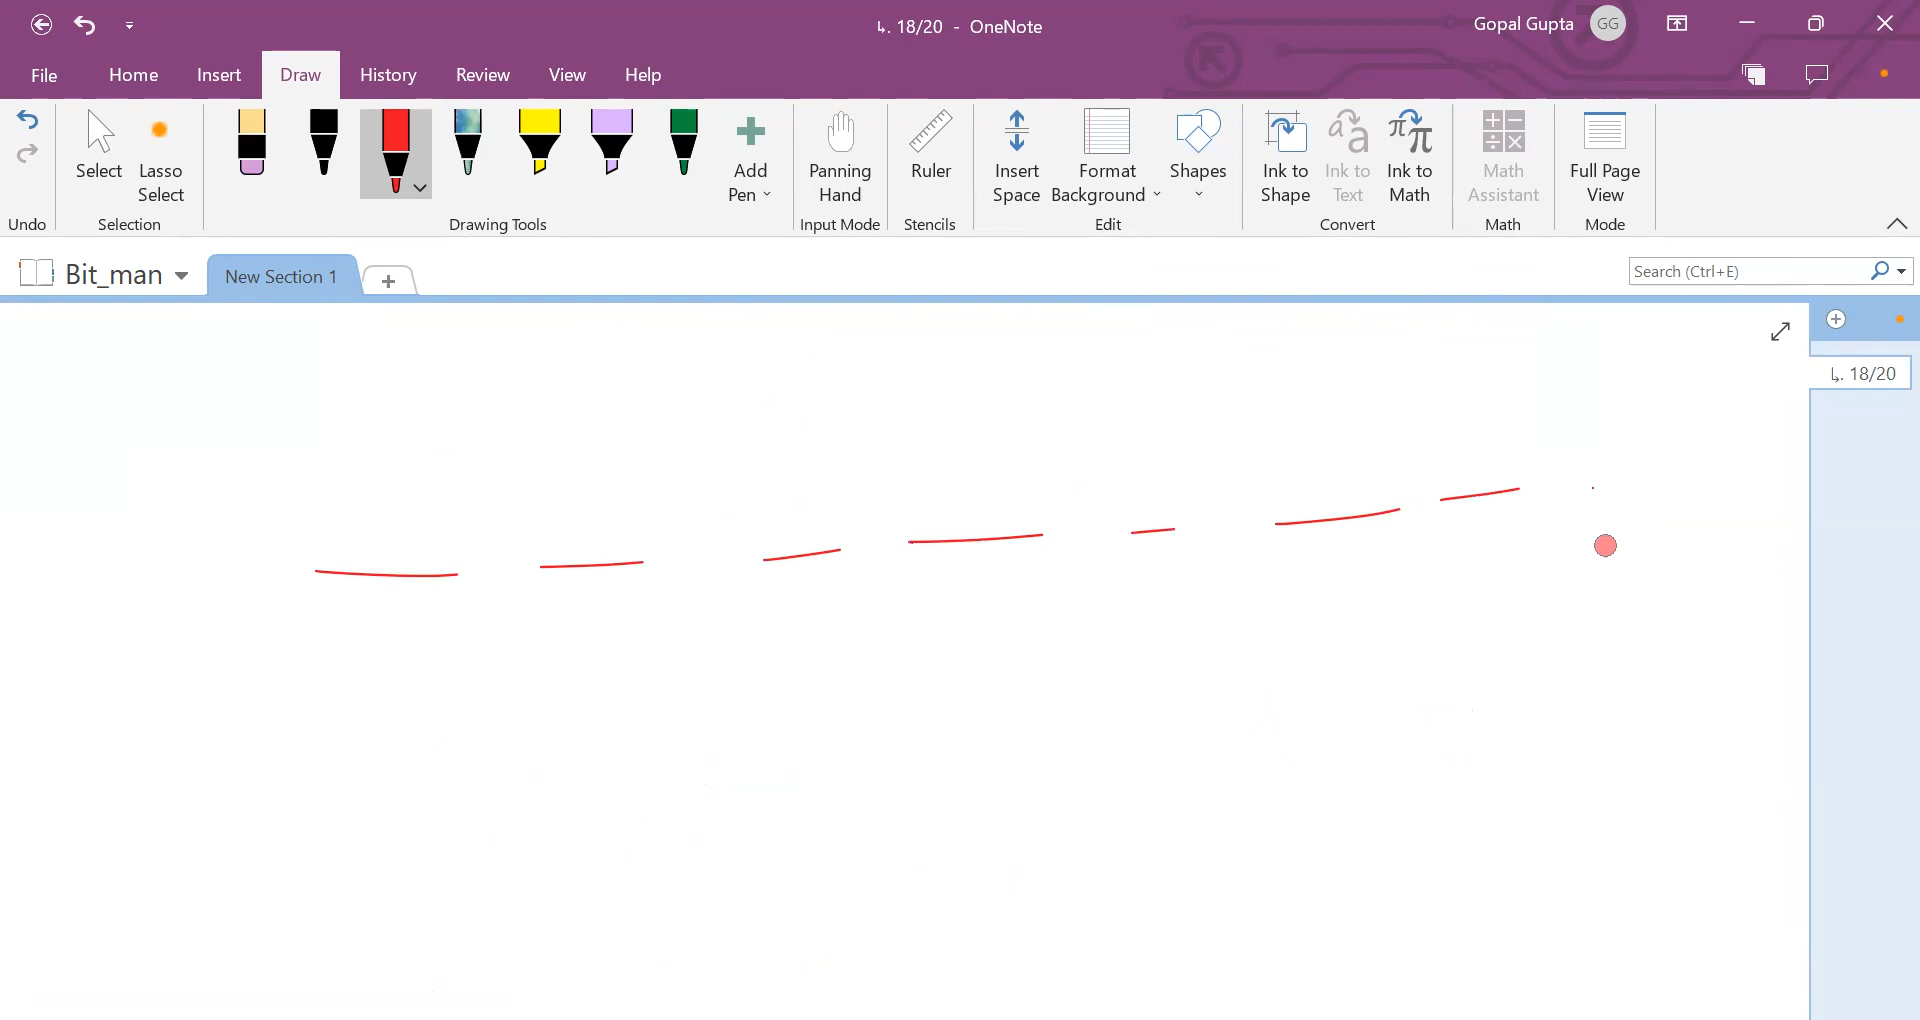 ↳. 18/20 - OneNote
Gopal Gupta GG
File Home Insert Draw History Review View Help
Select Lasso Select Add Pen Panning Hand Ruler Insert Space Format Background Shapes Ink to Shape Ink to Text Ink to Math Math Assistant Full Page View
Undo Selection Drawing Tools Input Mode Stencils Edit Convert Math Mode
Bit_man New Section 1 + Search (Ctrl+E)
↳. 18/20